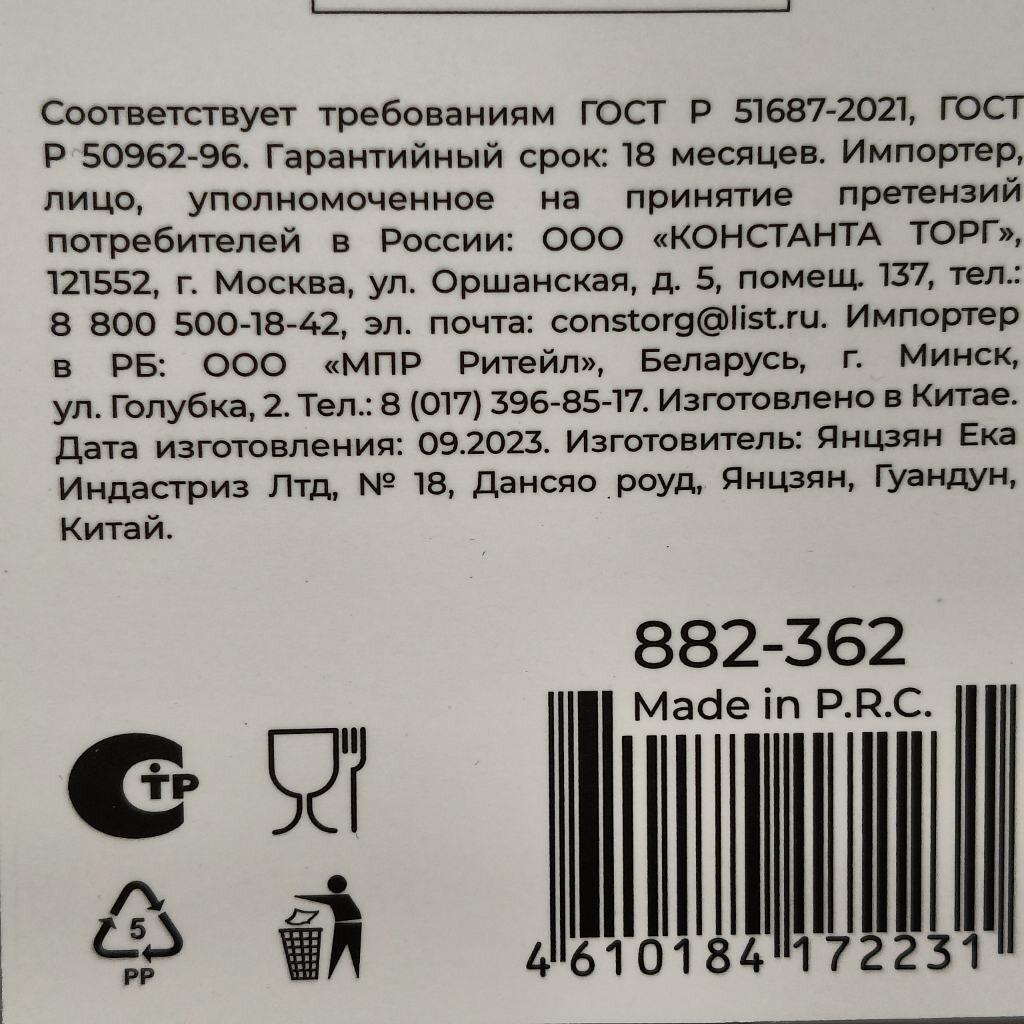 Соответствует требованиям ГОСТ Р 51687-2021, ГОСТ
Р 50962-96. Гарантийный срок: 18 месяцев. Импортер,
лицо, уполномоченное на принятие претензий
потребителей в России: ООО «КОНСТАНТА ТОРГ»,
121552, г. Москва, ул. Оршанская, д. 5, помещ. 137, тел.:
8 800 500-18-42, эл. почта: constorg@list.ru. Импортер
в РБ: ООО «МПР Ритейл», Беларусь, г. Минск,
ул. Голубка, 2. Тел.: 8 (017) 396-85-17. Изготовлено в Китае.
Дата изготовления: 09.2023. Изготовитель: Янцзян Ека
Индастриз Лтд, № 18, Дансяо роуд, Янцзян, Гуандун,
Китай.
882-362
Made in P.R.C.
СТР
5
PP
4 610184 172231